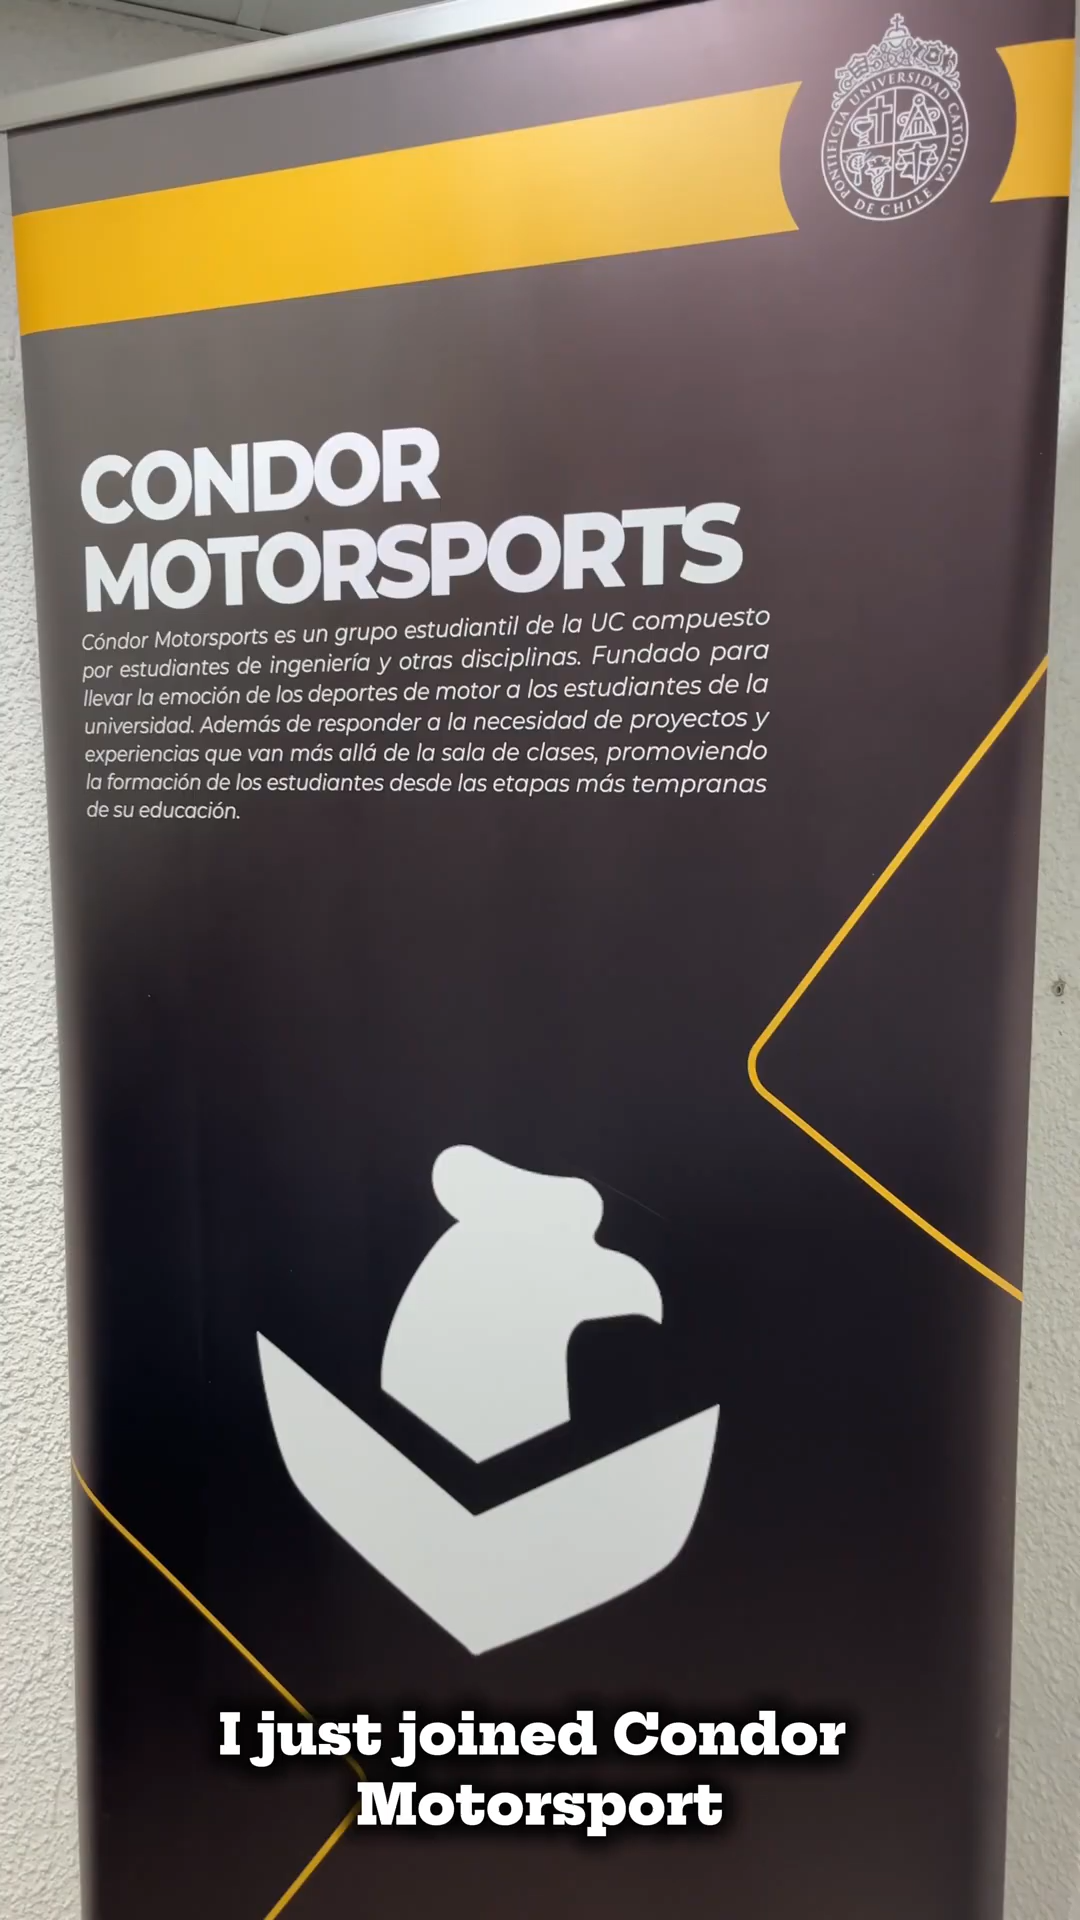 PONTIFICIA UNIVERSIDAD CATOLICA DE CHILE
CONDOR
MOTORSPORTS
Cóndor Motorsports es un grupo estudiantil de la UC compuesto
por estudiantes de ingeniería y otras disciplinas. Fundado para
llevar la emoción de los deportes de motor a los estudiantes de la
universidad. Además de responder a la necesidad de proyectos y
experiencias que van más allá de la sala de clases, promoviendo
la formación de los estudiantes desde las etapas más tempranas
de su educación.
I just joined Condor
Motorsport